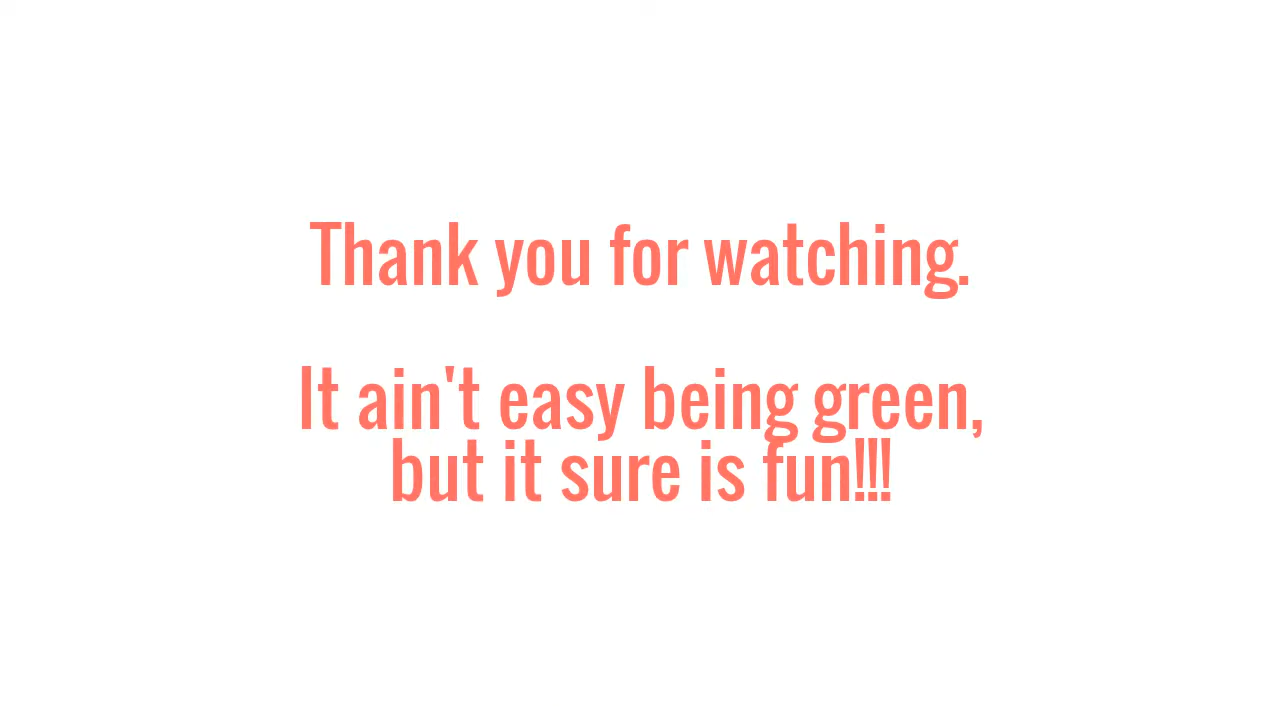 Thank you for watching.
It ain't easy being green,
but it sure is fun!!!